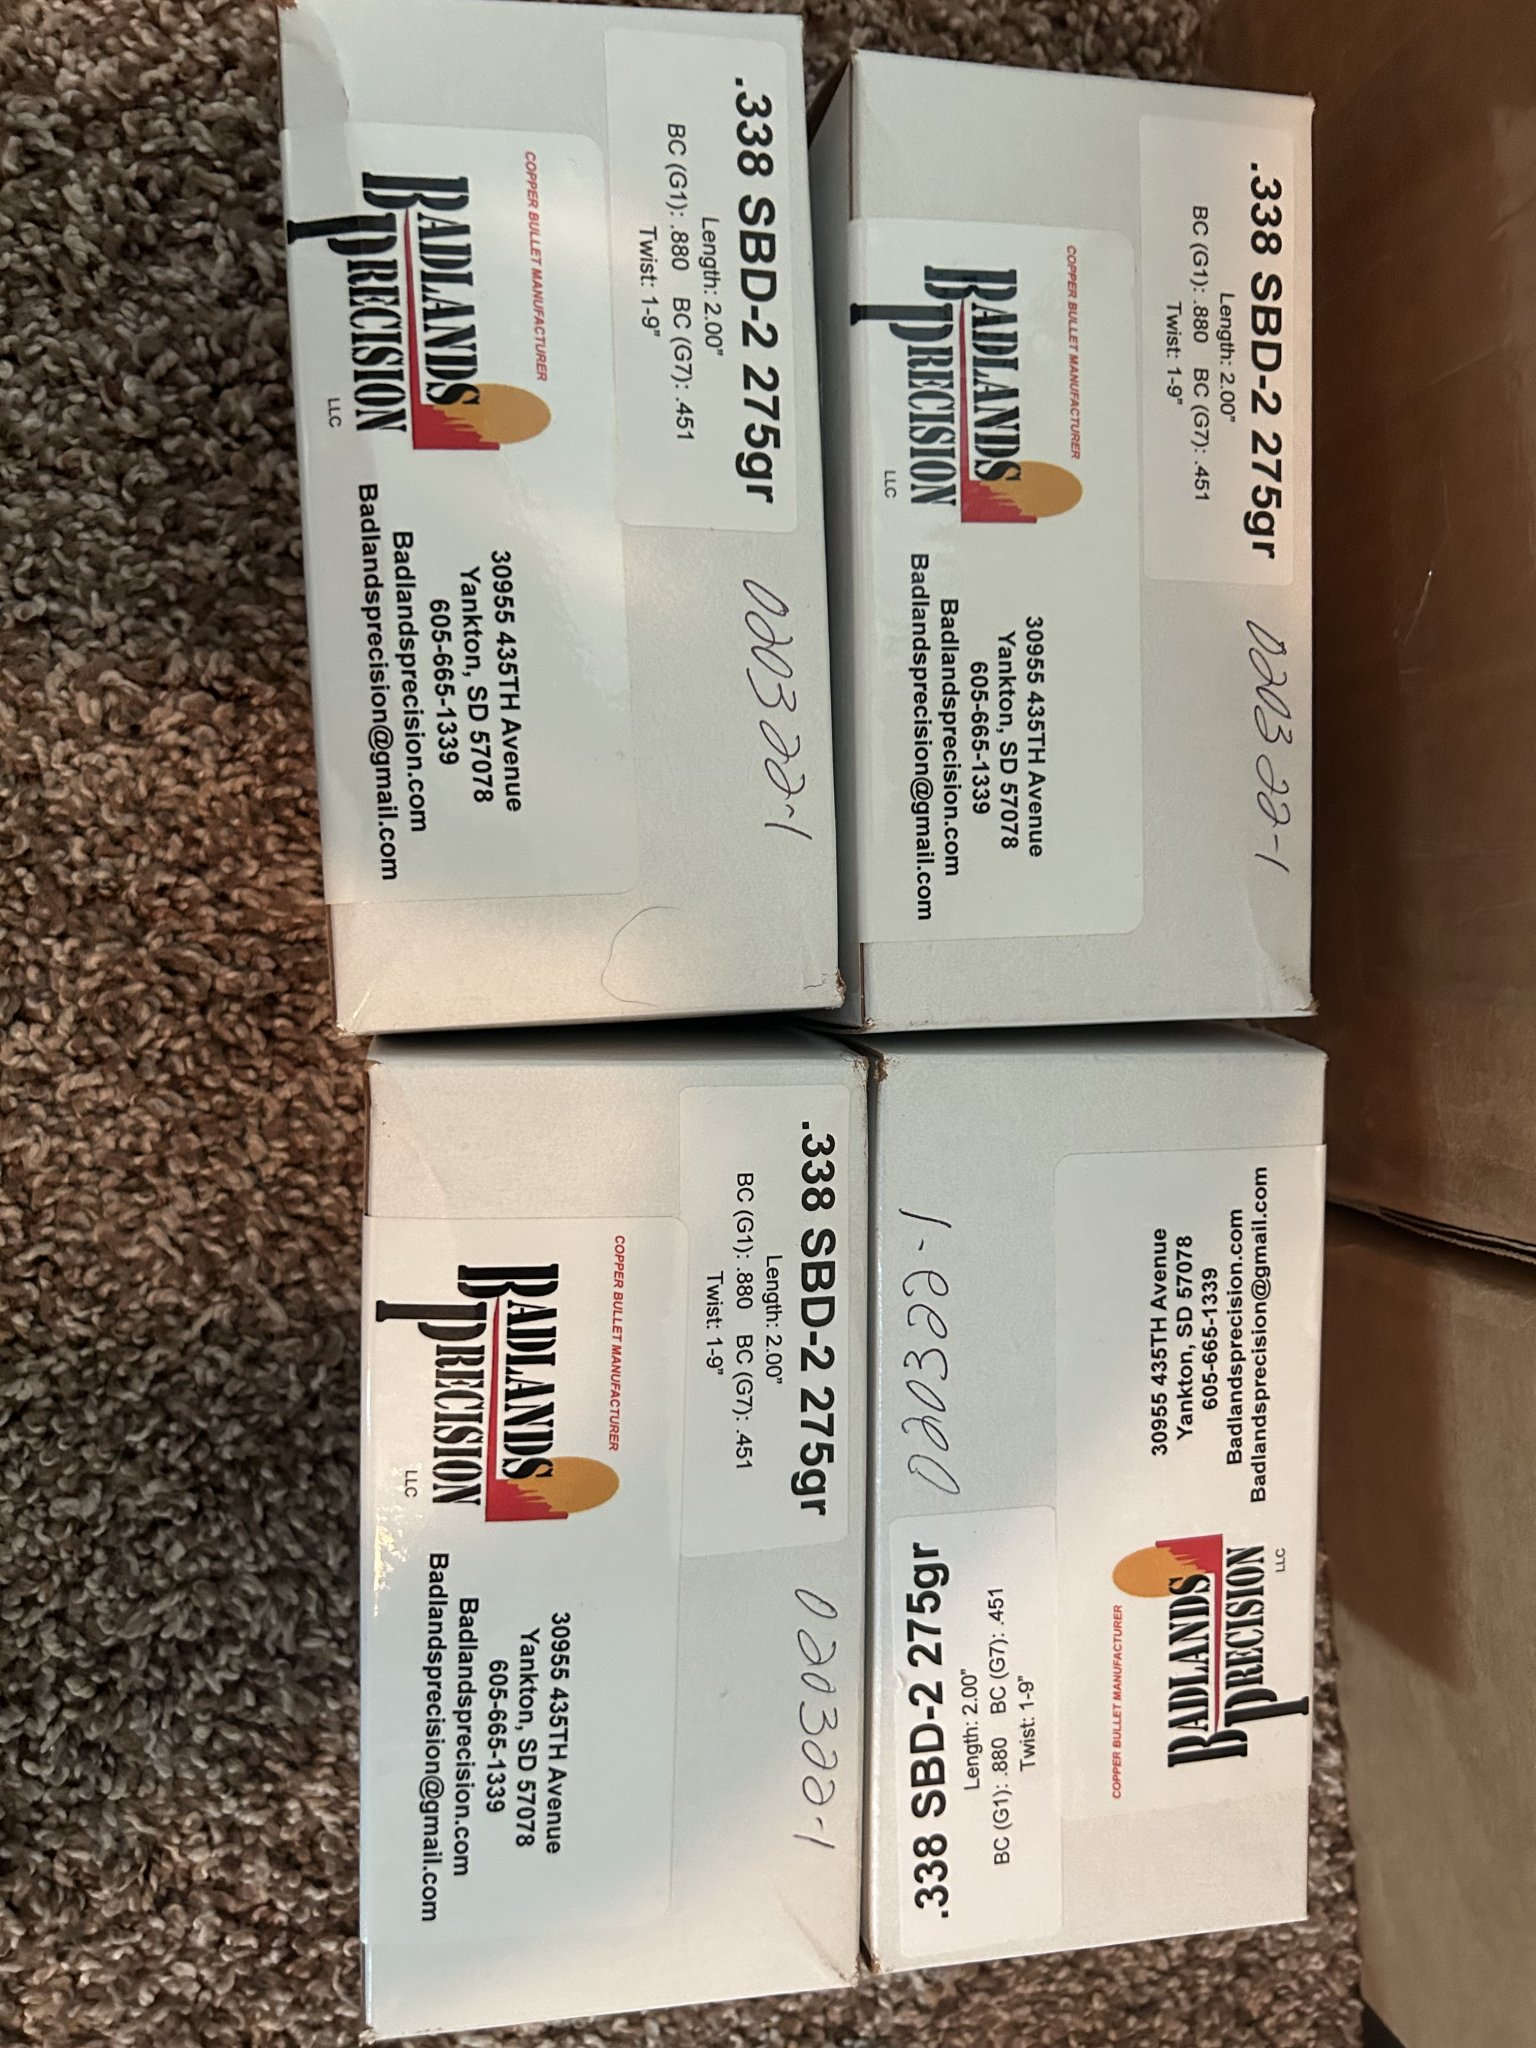 .338 SBD-2 275gr
Length: 2.00"
BC (G1): .880 BC (G7): .451
Twist: 1-9"
020322-1
COPPER BULLET MANUFACTURER
BADLANDS
PRECISION
LLC
30955 435TH Avenue
Yankton, SD 57078
605-665-1339
Badlandsprecision.com
Badlandsprecision@gmail.com
.338 SBD-2 275gr
Length: 2.00"
BC (G1): .880 BC (G7): .451
Twist: 1-9"
020322-1
COPPER BULLET MANUFACTURER
BADLANDS
PRECISION
LLC
30955 435TH Avenue
Yankton, SD 57078
605-665-1339
Badlandsprecision.com
Badlandsprecision@gmail.com
.338 SBD-2 275gr
Length: 2.00"
BC (G1): .880 BC (G7): .451
Twist: 1-9"
020322-1
COPPER BULLET MANUFACTURER
BADLANDS
PRECISION
LLC
30955 435TH Avenue
Yankton, SD 57078
605-665-1339
Badlandsprecision.com
Badlandsprecision@gmail.com
.338 SBD-2 275gr
Length: 2.00"
BC (G1): .880 BC (G7): .451
Twist: 1-9"
020322-1
COPPER BULLET MANUFACTURER
BADLANDS
PRECISION
LLC
30955 435TH Avenue
Yankton, SD 57078
605-665-1339
Badlandsprecision.com
Badlandsprecision@gmail.com